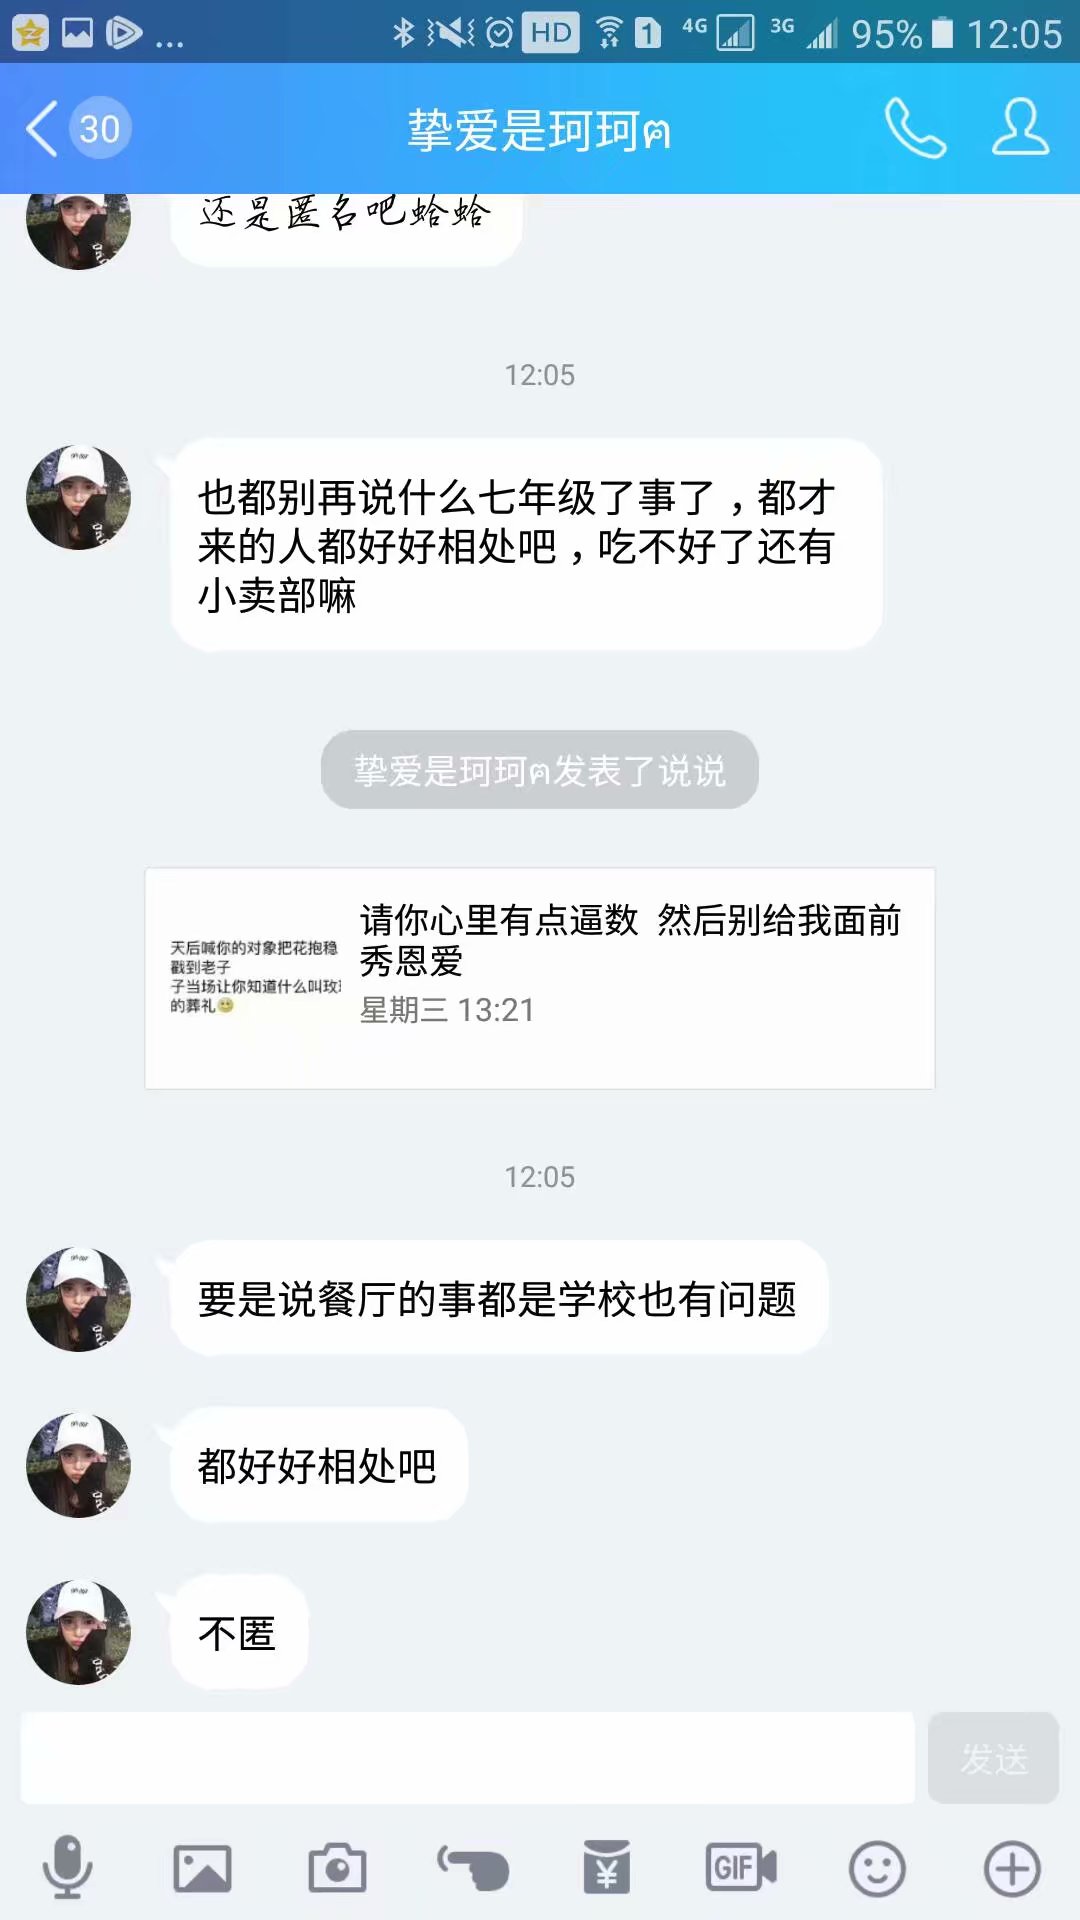 ... HD 1 4G 3G 95% 12:05
30 挚爱是珂珂ฅ
还是匿名吧蛤蛤
12:05
也都别再说什么七年级了事了，都才
来的人都好好相处吧，吃不好了还有
小卖部嘛
挚爱是珂珂ฅ发表了说说
天后喊你的对象把花抱稳
戳到老子
子当场让你知道什么叫玫
的葬礼
请你心里有点逼数 然后别给我面前
秀恩爱
星期三 13:21
12:05
要是说餐厅的事都是学校也有问题
都好好相处吧
不匿
发送
GIF